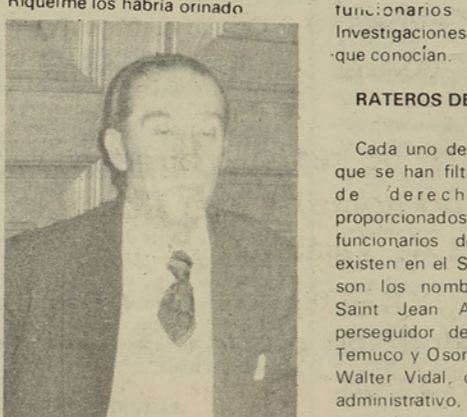 Riquelme los habría orinado
funcionarios
Investigaciones
que conocían.
RATEROS DE
Cada uno de
que se han filt
de derech
proporcionados
funcionarios de
existen en el S
son los nomb
Saint Jean A
perseguidor de
Temuco y Osor
Walter Vidal, c
administrativo.